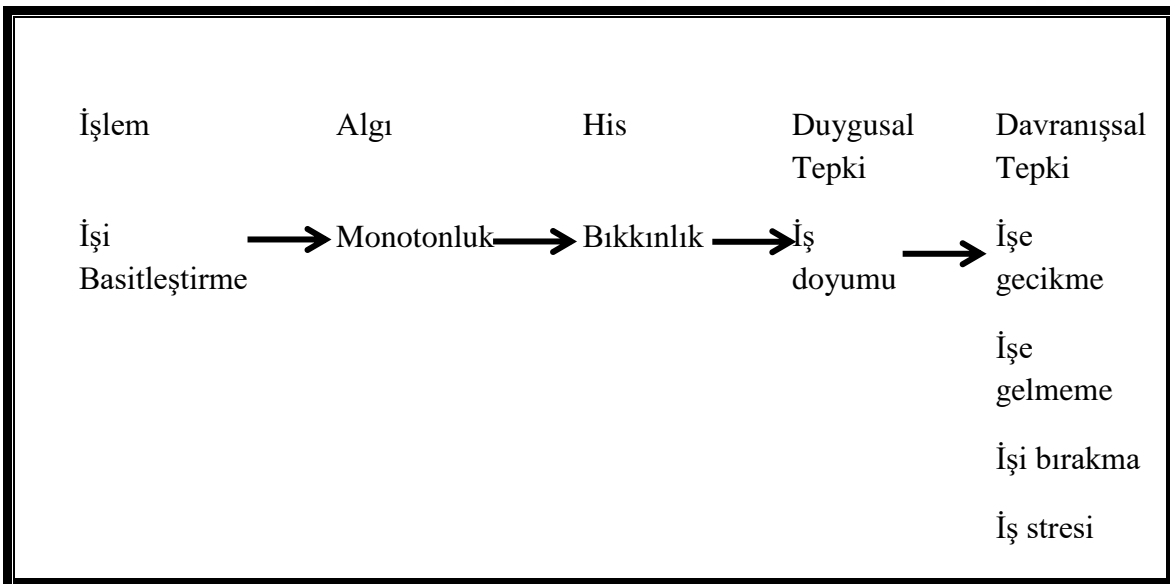 İşlem Algı His Duygusal Davranışsal
Tepki Tepki
İşi Monotonluk Bıkkınlık İş İşe
Basitleştirme doyumu gecikme
İşe
gelmeme
İşi bırakma
İş stresi